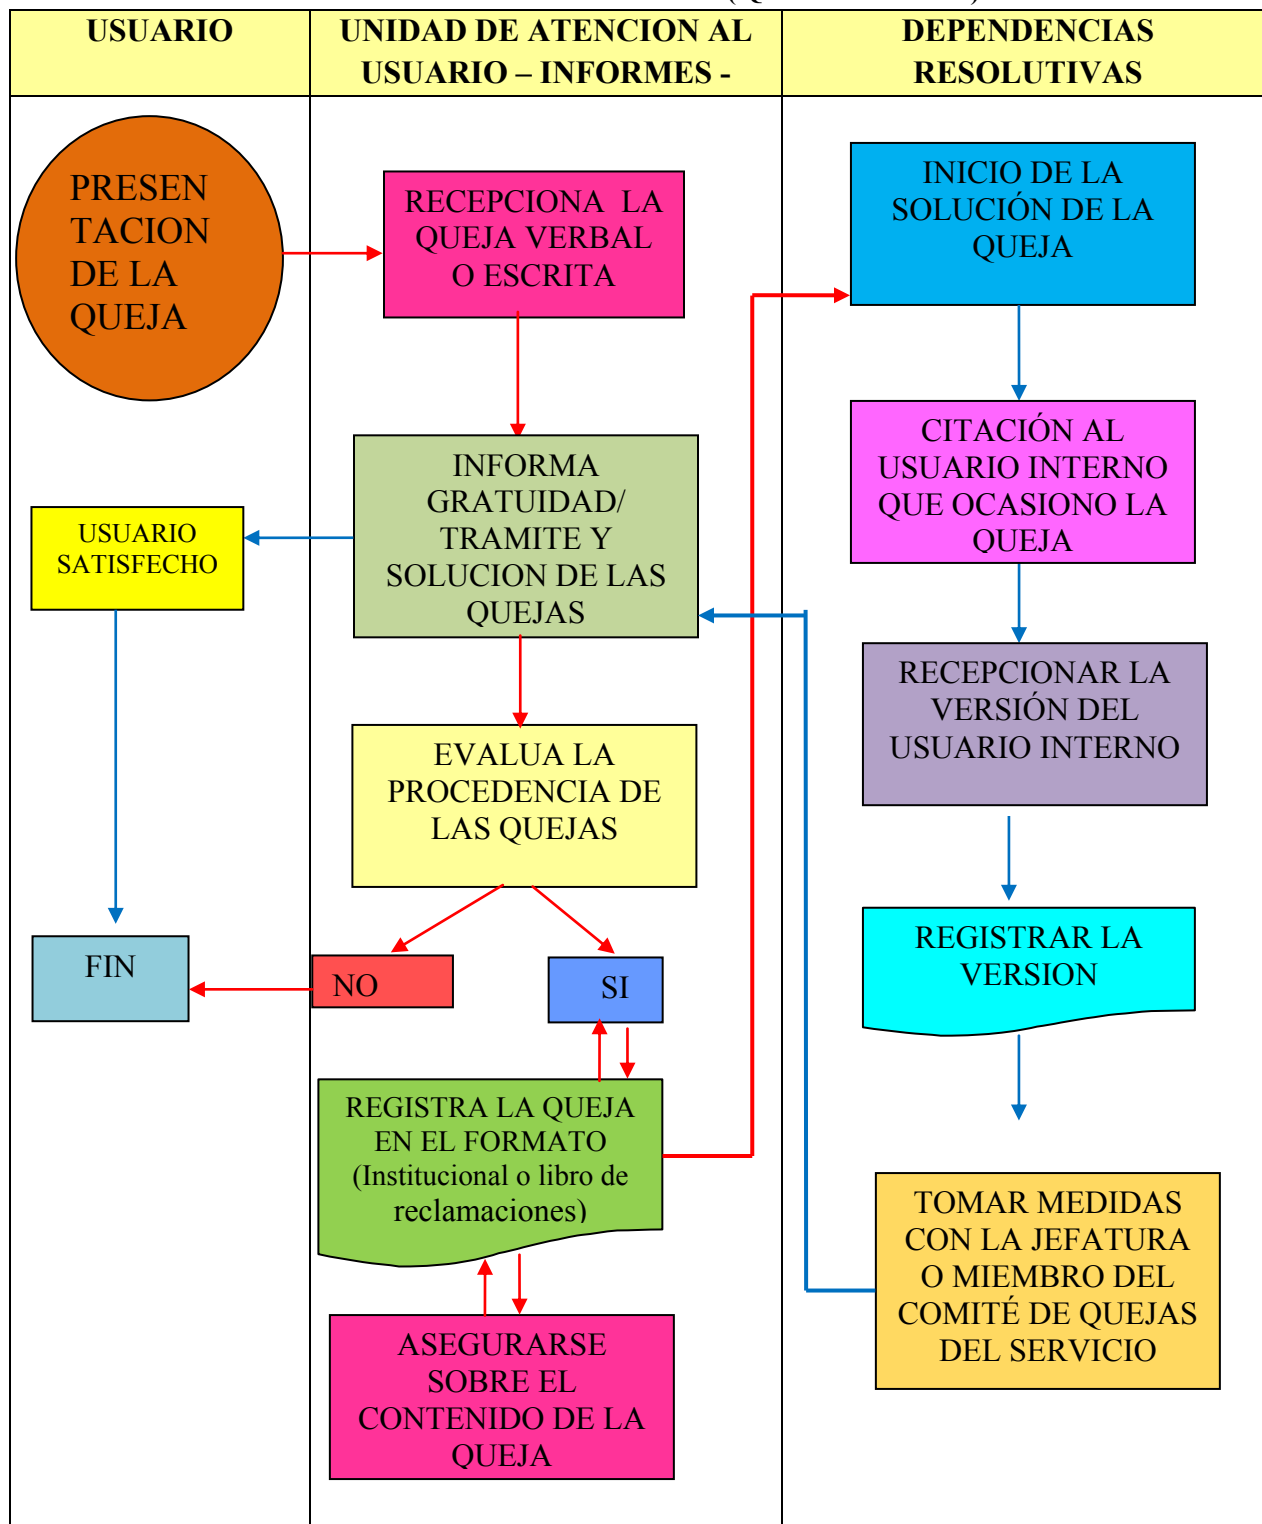 USUARIO
UNIDAD DE ATENCION AL
USUARIO – INFORMES -
DEPENDENCIAS
RESOLUTIVAS
PRESEN
TACION
DE LA
QUEJA
RECEPCIONA LA
QUEJA VERBAL
O ESCRITA
INICIO DE LA
SOLUCIÓN DE LA
QUEJA
INFORMA
GRATUIDAD/
TRAMITE Y
SOLUCION DE LAS
QUEJAS
CITACIÓN AL
USUARIO INTERNO
QUE OCASIONO LA
QUEJA
USUARIO
SATISFECHO
RECEPCIONAR LA
VERSIÓN DEL
USUARIO INTERNO
EVALUA LA
PROCEDENCIA DE
LAS QUEJAS
REGISTRAR LA
VERSION
FIN
NO
SI
REGISTRA LA QUEJA
EN EL FORMATO
(Institucional o libro de
reclamaciones)
TOMAR MEDIDAS
CON LA JEFATURA
O MIEMBRO DEL
COMITÉ DE QUEJAS
DEL SERVICIO
ASEGURARSE
SOBRE EL
CONTENIDO DE LA
QUEJA